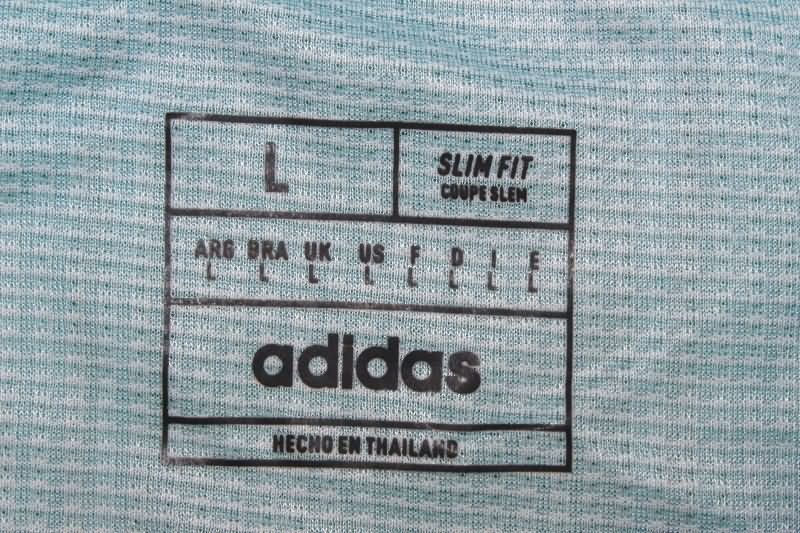 L
SLIM FIT
COUPE SLEM
ARG BRA UK US F D I E
L L L L L L L L
adidas
HECHO EN THAILAND